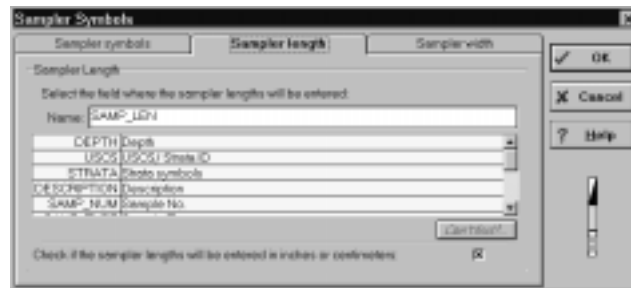 Sampler Symbols
Sampler symbols
Sampler length
Sampler width
Sampler Length
Select the field where the sampler lengths will be entered:
Name: SAMP_LEN
DEPTH Depth
USCS USCS/ Strata ID
STRATA Strata symbols
DESCRIPTION Description
SAMP_NUM Sample No.
Check if the sampler lengths will be entered in inches or centimeters:
OK
Cancel
? Help